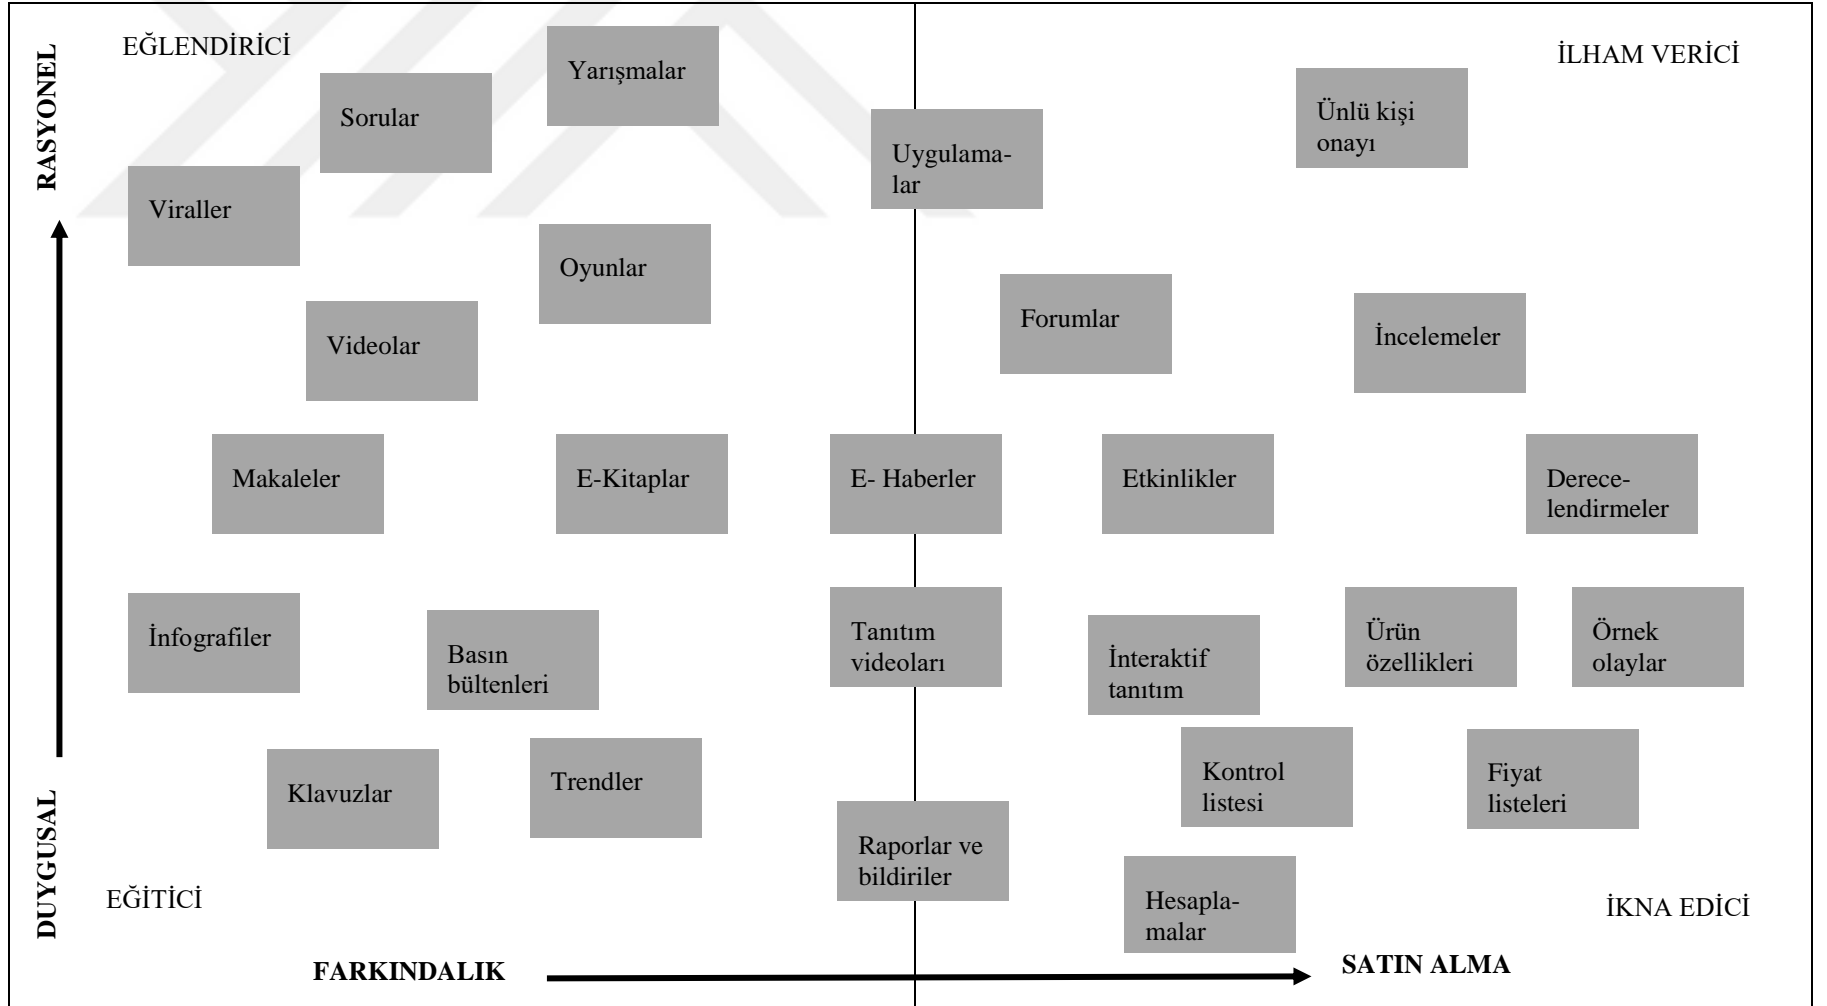 EĞLENDİRİCİ
İLHAM VERİCİ
RASYONEL
Yarışmalar
Sorular
Ünlü kişi
onayı
Uygulama-
lar
Viraller
Oyunlar
Forumlar
İncelemeler
Videolar
Makaleler
E-Kitaplar
E- Haberler
Etkinlikler
Derece-
lendirmeler
İnfografiler
Basın
bültenleri
Tanıtım
videoları
İnteraktif
tanıtım
Ürün
özellikleri
Örnek
olaylar
Klavuzlar
Trendler
Kontrol
listesi
Fiyat
listeleri
Raporlar ve
bildiriler
Hesapla-
malar
DUYGUSAL
EĞİTİCİ
İKNA EDİCİ
FARKINDALIK
SATIN ALMA